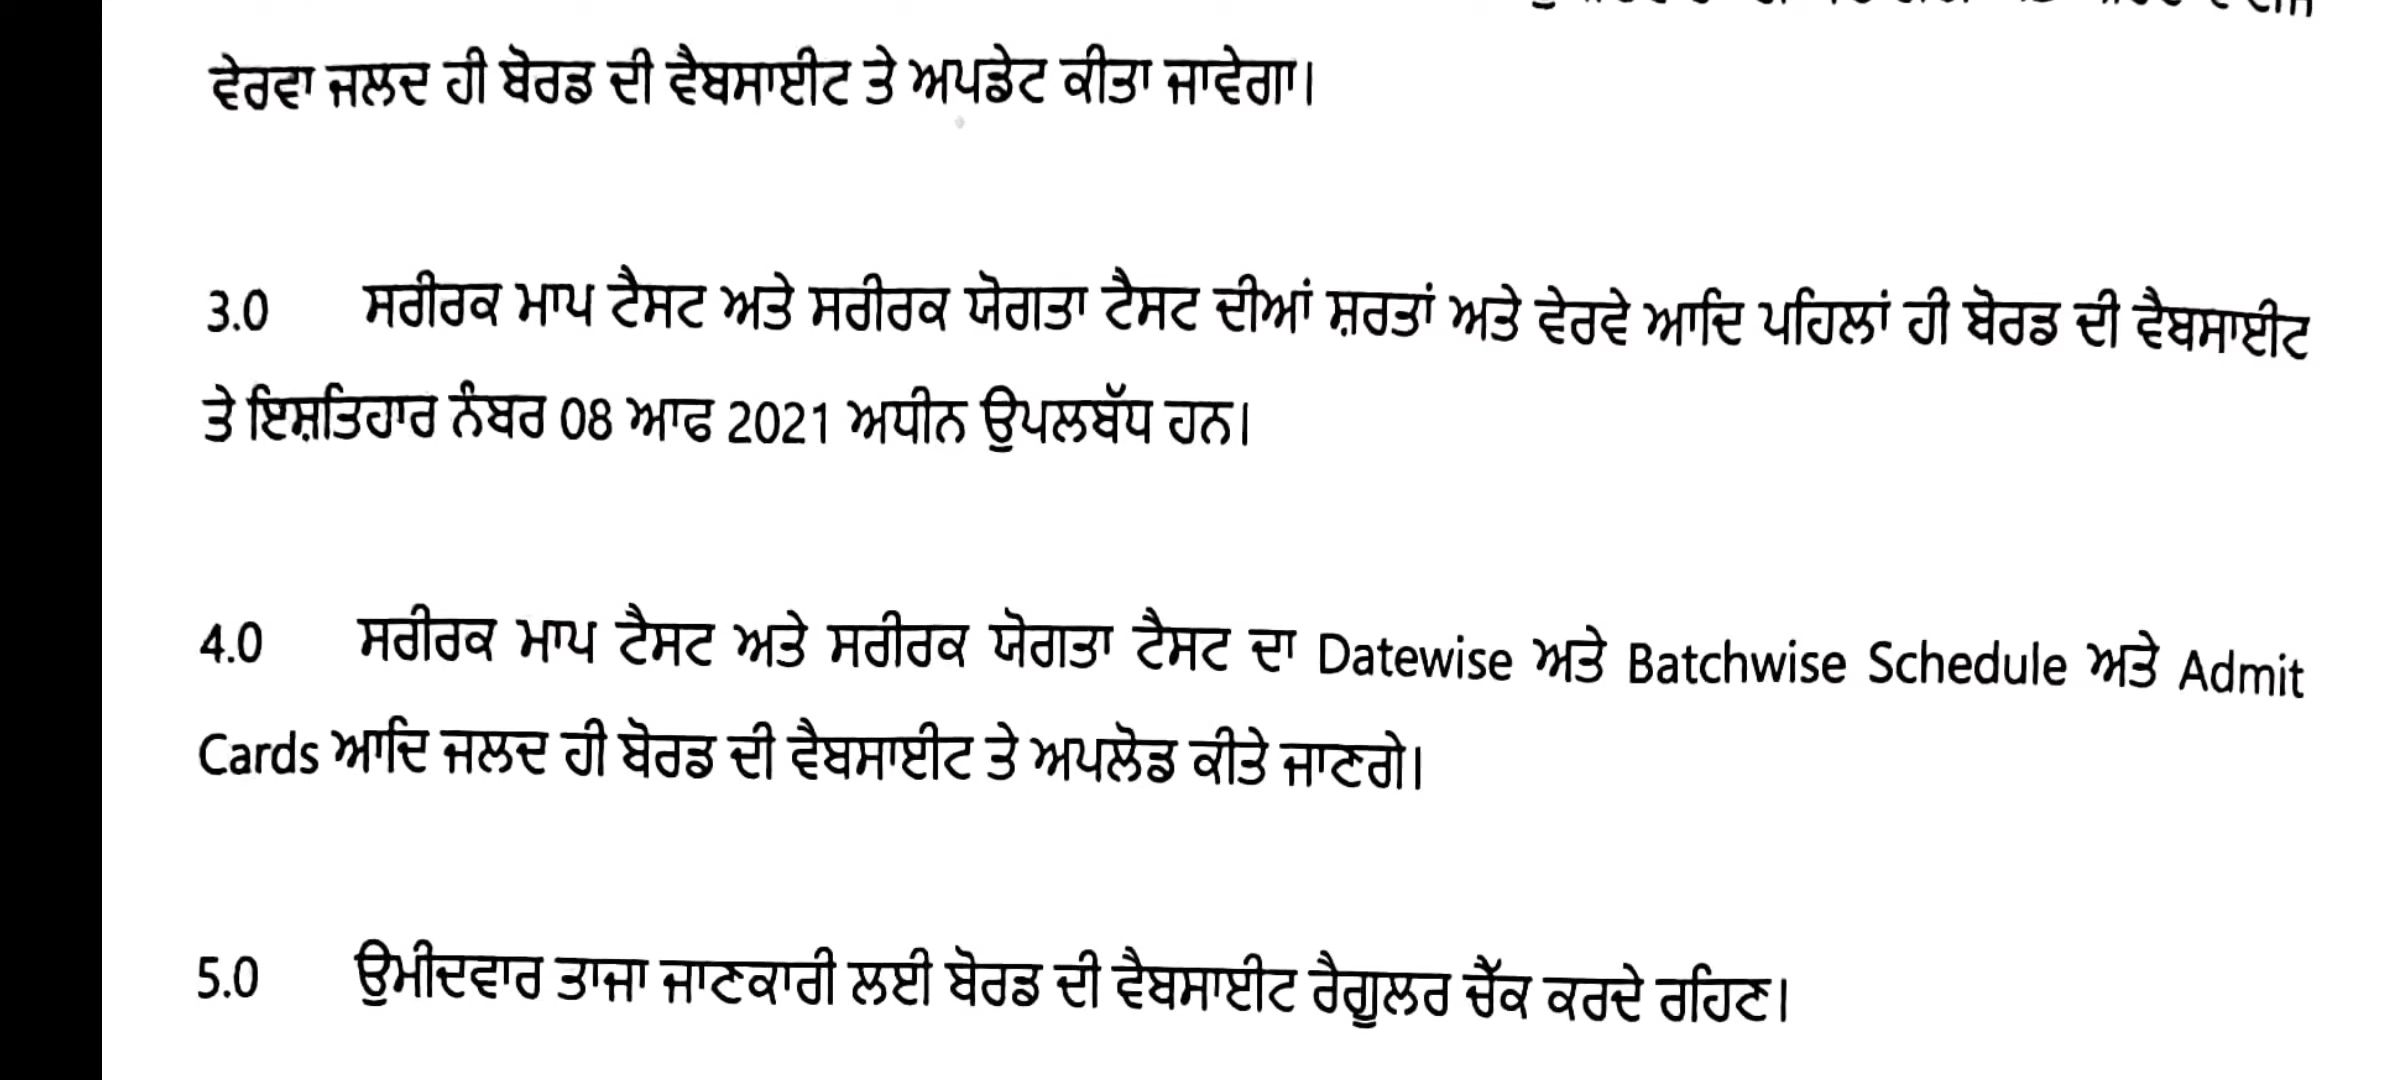 ਵੇਰਵਾ ਜਲਦ ਹੀ ਬੋਰਡ ਦੀ ਵੈਬਸਾਈਟ ਤੇ ਅਪਡੇਟ ਕੀਤਾ ਜਾਵੇਗਾ।
3.0 ਸਰੀਰਕ ਮਾਪ ਟੈਸਟ ਅਤੇ ਸਰੀਰਕ ਯੋਗਤਾ ਟੈਸਟ ਦੀਆਂ ਸ਼ਰਤਾਂ ਅਤੇ ਵੇਰਵੇ ਆਦਿ ਪਹਿਲਾਂ ਹੀ ਬੋਰਡ ਦੀ ਵੈਬਸਾਈਟ
ਤੇ ਇਸ਼ਤਿਹਾਰ ਨੰਬਰ 08 ਆਫ 2021 ਅਧੀਨ ਉਪਲਬੱਧ ਹਨ।
4.0 ਸਰੀਰਕ ਮਾਪ ਟੈਸਟ ਅਤੇ ਸਰੀਰਕ ਯੋਗਤਾ ਟੈਸਟ ਦਾ Datewise ਅਤੇ Batchwise Schedule ਅਤੇ Admit
Cards ਆਦਿ ਜਲਦ ਹੀ ਬੋਰਡ ਦੀ ਵੈਬਸਾਈਟ ਤੇ ਅਪਲੋਡ ਕੀਤੇ ਜਾਣਗੇ।
5.0 ਉਮੀਦਵਾਰ ਤਾਜਾ ਜਾਣਕਾਰੀ ਲਈ ਬੋਰਡ ਦੀ ਵੈਬਸਾਈਟ ਰੈਗੂਲਰ ਚੈੱਕ ਕਰਦੇ ਰਹਿਣ।